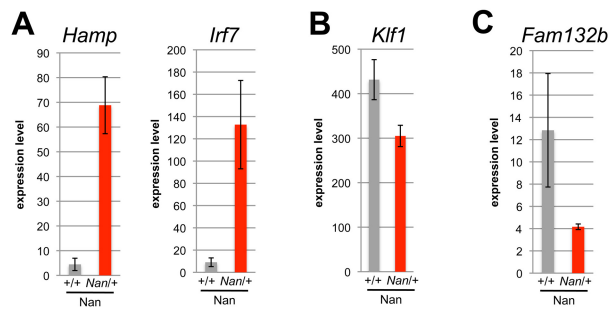 A
Hamp
expression level
90
80
70
60
50
40
30
20
10
0
+/+ Nan/+
Nan
Irf7
expression level
200
180
160
140
120
100
80
60
40
20
0
+/+ Nan/+
Nan
B
Klf1
expression level
500
400
300
200
100
0
+/+ Nan/+
Nan
C
Fam132b
expression level
20
18
16
14
12
10
8
6
4
2
0
+/+ Nan/+
Nan